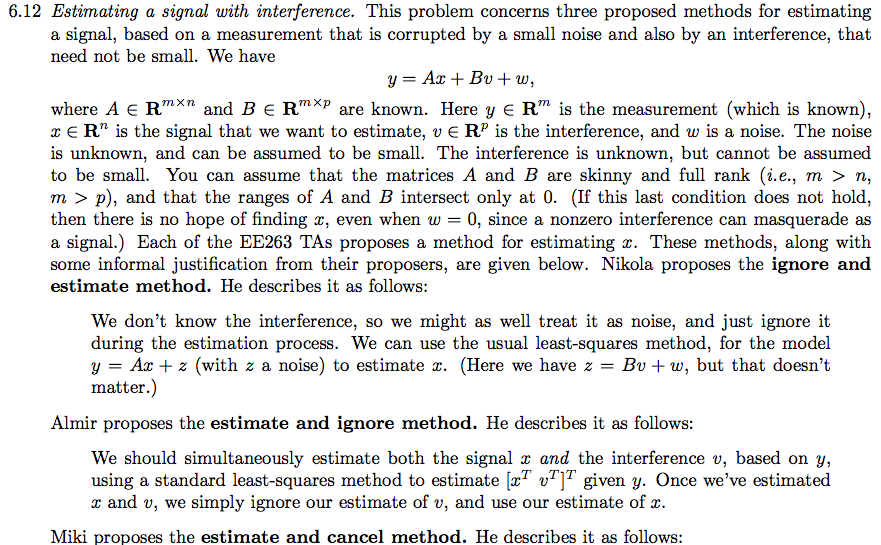 6.12 Estimating a signal with interference. This problem concerns three proposed methods for estimating
a signal, based on a measurement that is corrupted by a small noise and also by an interference, that
need not be small. We have
y = Ax + Bv + w,
where A ∈ R^{m×n} and B ∈ R^{m×p} are known. Here y ∈ R^m is the measurement (which is known),
x ∈ R^n is the signal that we want to estimate, v ∈ R^p is the interference, and w is a noise. The noise
is unknown, and can be assumed to be small. The interference is unknown, but cannot be assumed
to be small. You can assume that the matrices A and B are skinny and full rank (i.e., m > n,
m > p), and that the ranges of A and B intersect only at 0. (If this last condition does not hold,
then there is no hope of finding x, even when w = 0, since a nonzero interference can masquerade as
a signal.) Each of the EE263 TAs proposes a method for estimating x. These methods, along with
some informal justification from their proposers, are given below. Nikola proposes the ignore and
estimate method. He describes it as follows:
We don't know the interference, so we might as well treat it as noise, and just ignore it
during the estimation process. We can use the usual least-squares method, for the model
y = Ax + z (with z a noise) to estimate x. (Here we have z = Bv + w, but that doesn't
matter.)
Almir proposes the estimate and ignore method. He describes it as follows:
We should simultaneously estimate both the signal x and the interference v, based on y,
using a standard least-squares method to estimate [x^T v^T]^T given y. Once we've estimated
x and v, we simply ignore our estimate of v, and use our estimate of x.
Miki proposes the estimate and cancel method. He describes it as follows: